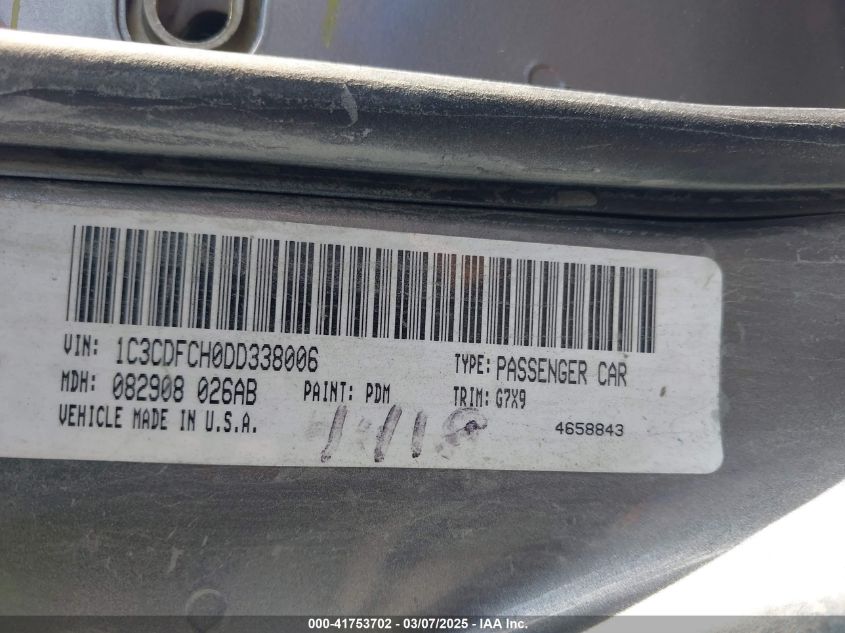 VIN: 1C3CDFCH0DD338006 TYPE: PASSENGER CAR
MDH: 082908 026AB PAINT: PDM TRIM: G7X9
VEHICLE MADE IN U.S.A. 4658843
000-41753702 - 03/07/2025 - IAA Inc.